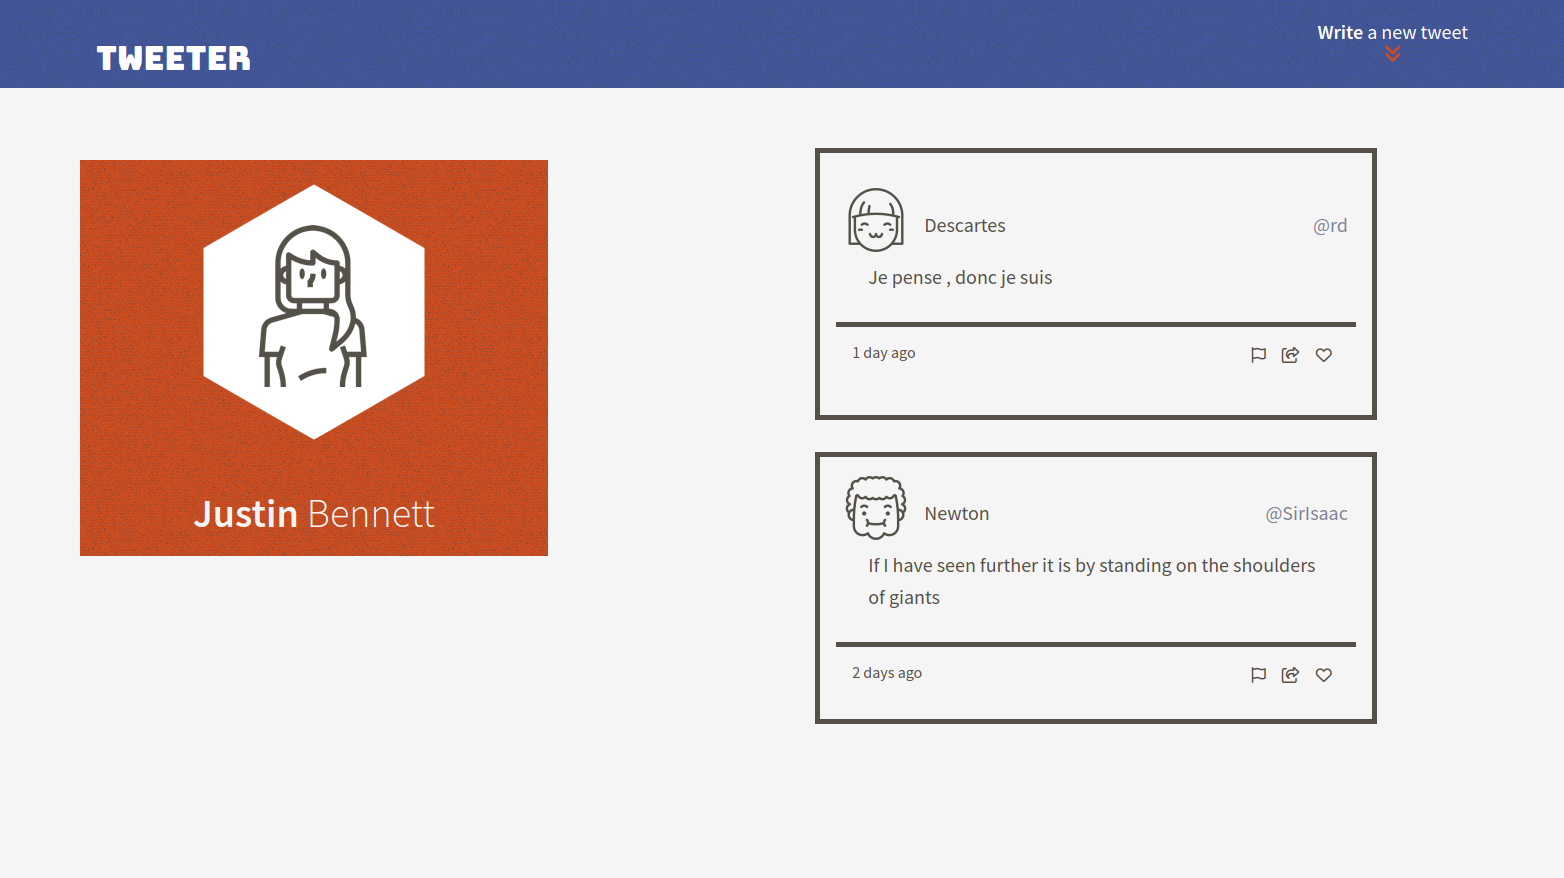 TWEETER
Write a new tweet
Justin Bennett
Descartes
@rd
Je pense , donc je suis
1 day ago
Newton
@SirIsaac
If I have seen further it is by standing on the shoulders
of giants
2 days ago